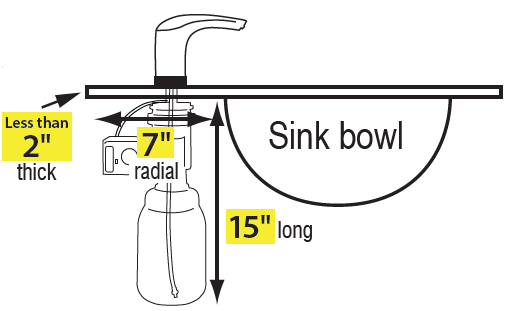 Less than
2"
thick
7"
radial
Sink bowl
15" long